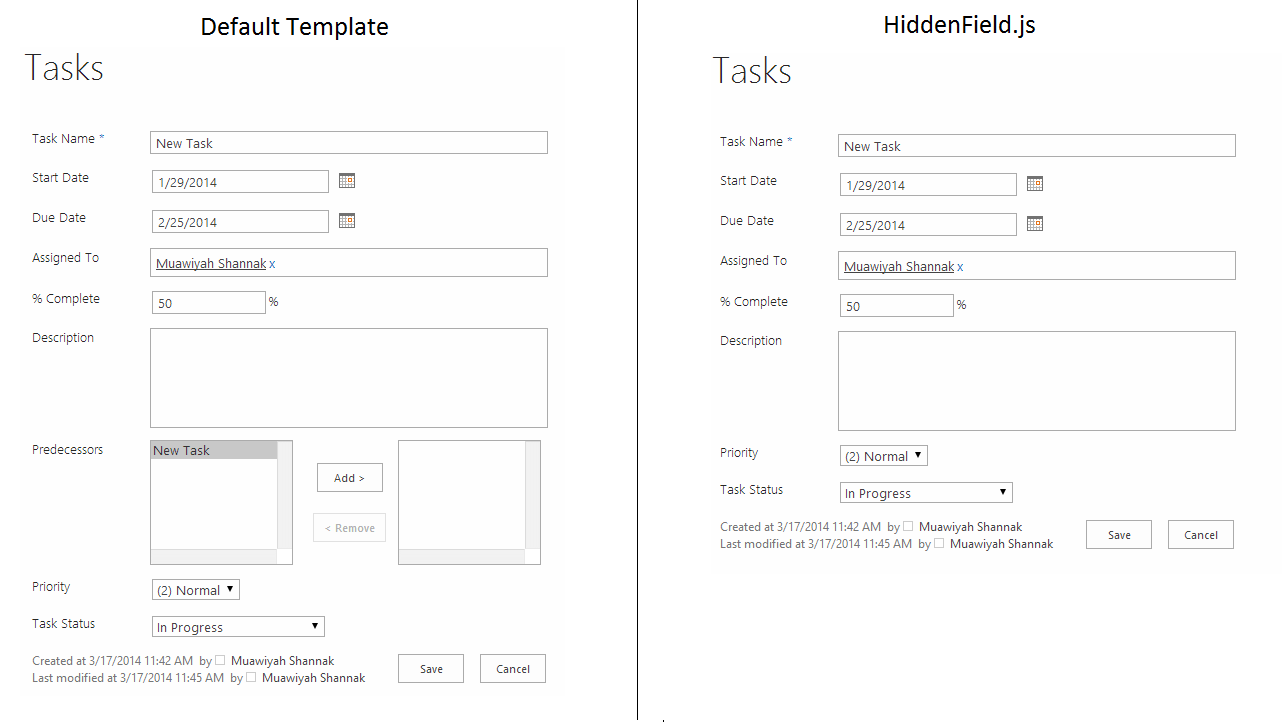 Default Template
Tasks
Task Name *
New Task
Start Date
1/29/2014
Due Date
2/25/2014
Assigned To
Muawiyah Shannak x
% Complete
50 %
Description
Predecessors
New Task
Add >
< Remove
Priority
(2) Normal
Task Status
In Progress
Created at 3/17/2014 11:42 AM by Muawiyah Shannak
Last modified at 3/17/2014 11:45 AM by Muawiyah Shannak
Save
Cancel
HiddenField.js
Tasks
Task Name *
New Task
Start Date
1/29/2014
Due Date
2/25/2014
Assigned To
Muawiyah Shannak x
% Complete
50 %
Description
Priority
(2) Normal
Task Status
In Progress
Created at 3/17/2014 11:42 AM by Muawiyah Shannak
Last modified at 3/17/2014 11:45 AM by Muawiyah Shannak
Save
Cancel